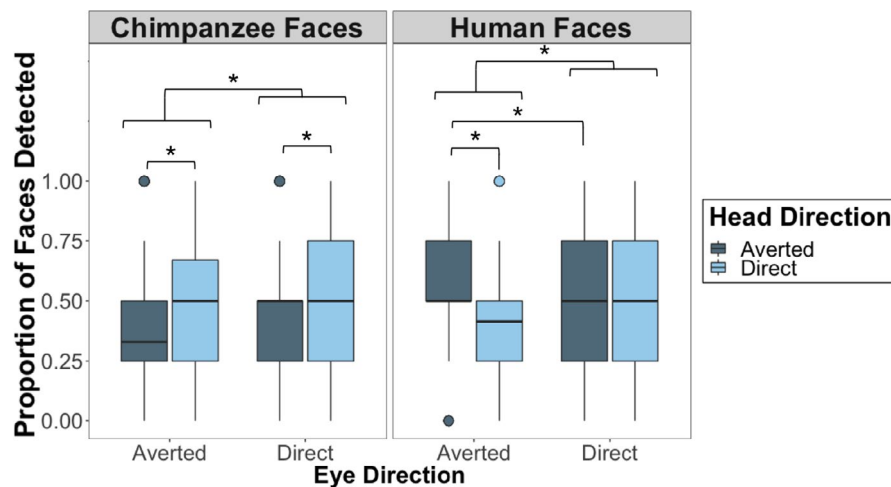 Chimpanzee Faces
Human Faces
*
*
*
*
*
*
Proportion of Faces Detected
1.00
0.75
0.50
0.25
0.00
Averted
Direct
Averted
Direct
Eye Direction
Head Direction
Averted
Direct